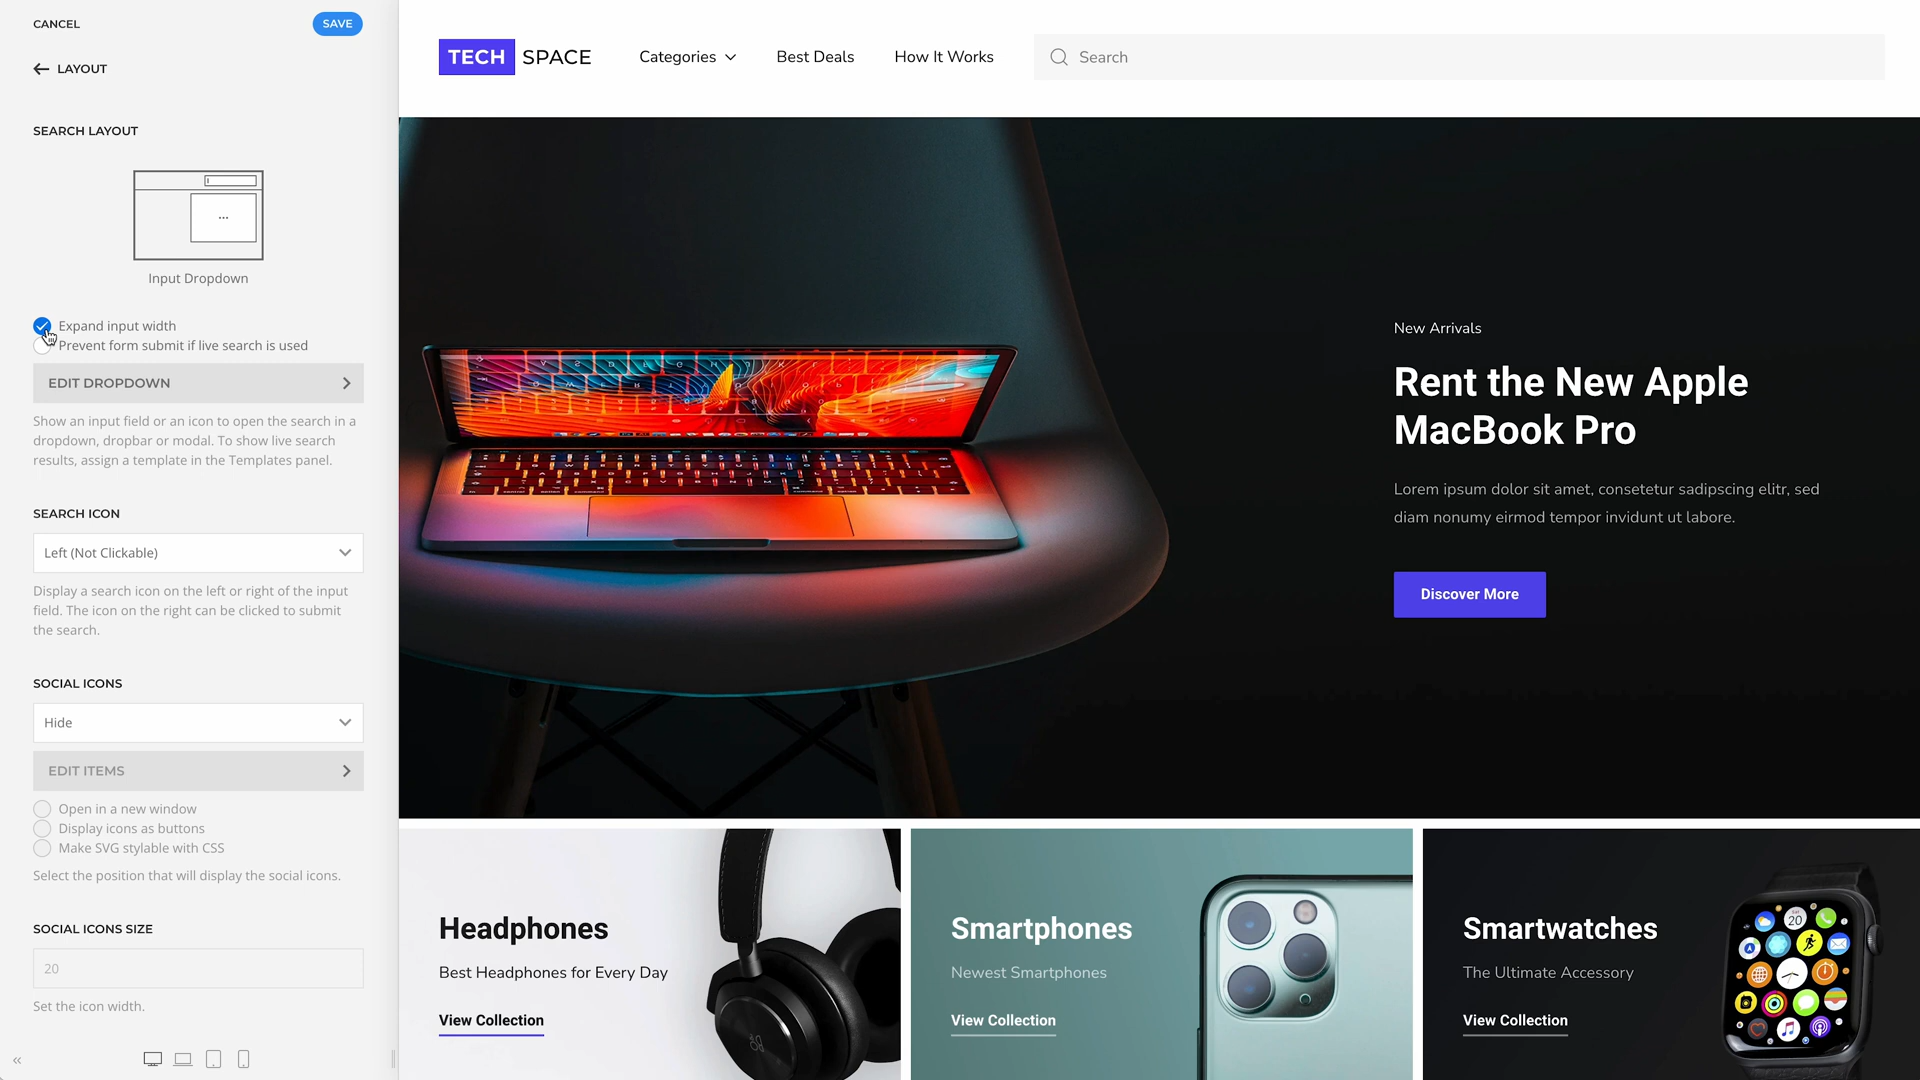 CANCEL
SAVE
LAYOUT
SEARCH LAYOUT
...
Input Dropdown
Expand input width
Prevent form submit if live search is used
EDIT DROPDOWN
Show an input field or an icon to open the search in a
dropdown, dropbar or modal. To show live search
results, assign a template in the Templates panel.
SEARCH ICON
Left (Not Clickable)
Display a search icon on the left or right of the input
field. The icon on the right can be clicked to submit
the search.
SOCIAL ICONS
Hide
EDIT ITEMS
Open in a new window
Display icons as buttons
Make SVG stylable with CSS
Select the position that will display the social icons.
SOCIAL ICONS SIZE
20
Set the icon width.
TECH SPACE
Categories
Best Deals
How It Works
Search
New Arrivals
Rent the New Apple
MacBook Pro
Lorem ipsum dolor sit amet, consetetur sadipscing elitr, sed
diam nonumy eirmod tempor invidunt ut labore.
Discover More
Headphones
Best Headphones for Every Day
View Collection
Smartphones
Newest Smartphones
View Collection
Smartwatches
The Ultimate Accessory
View Collection
20